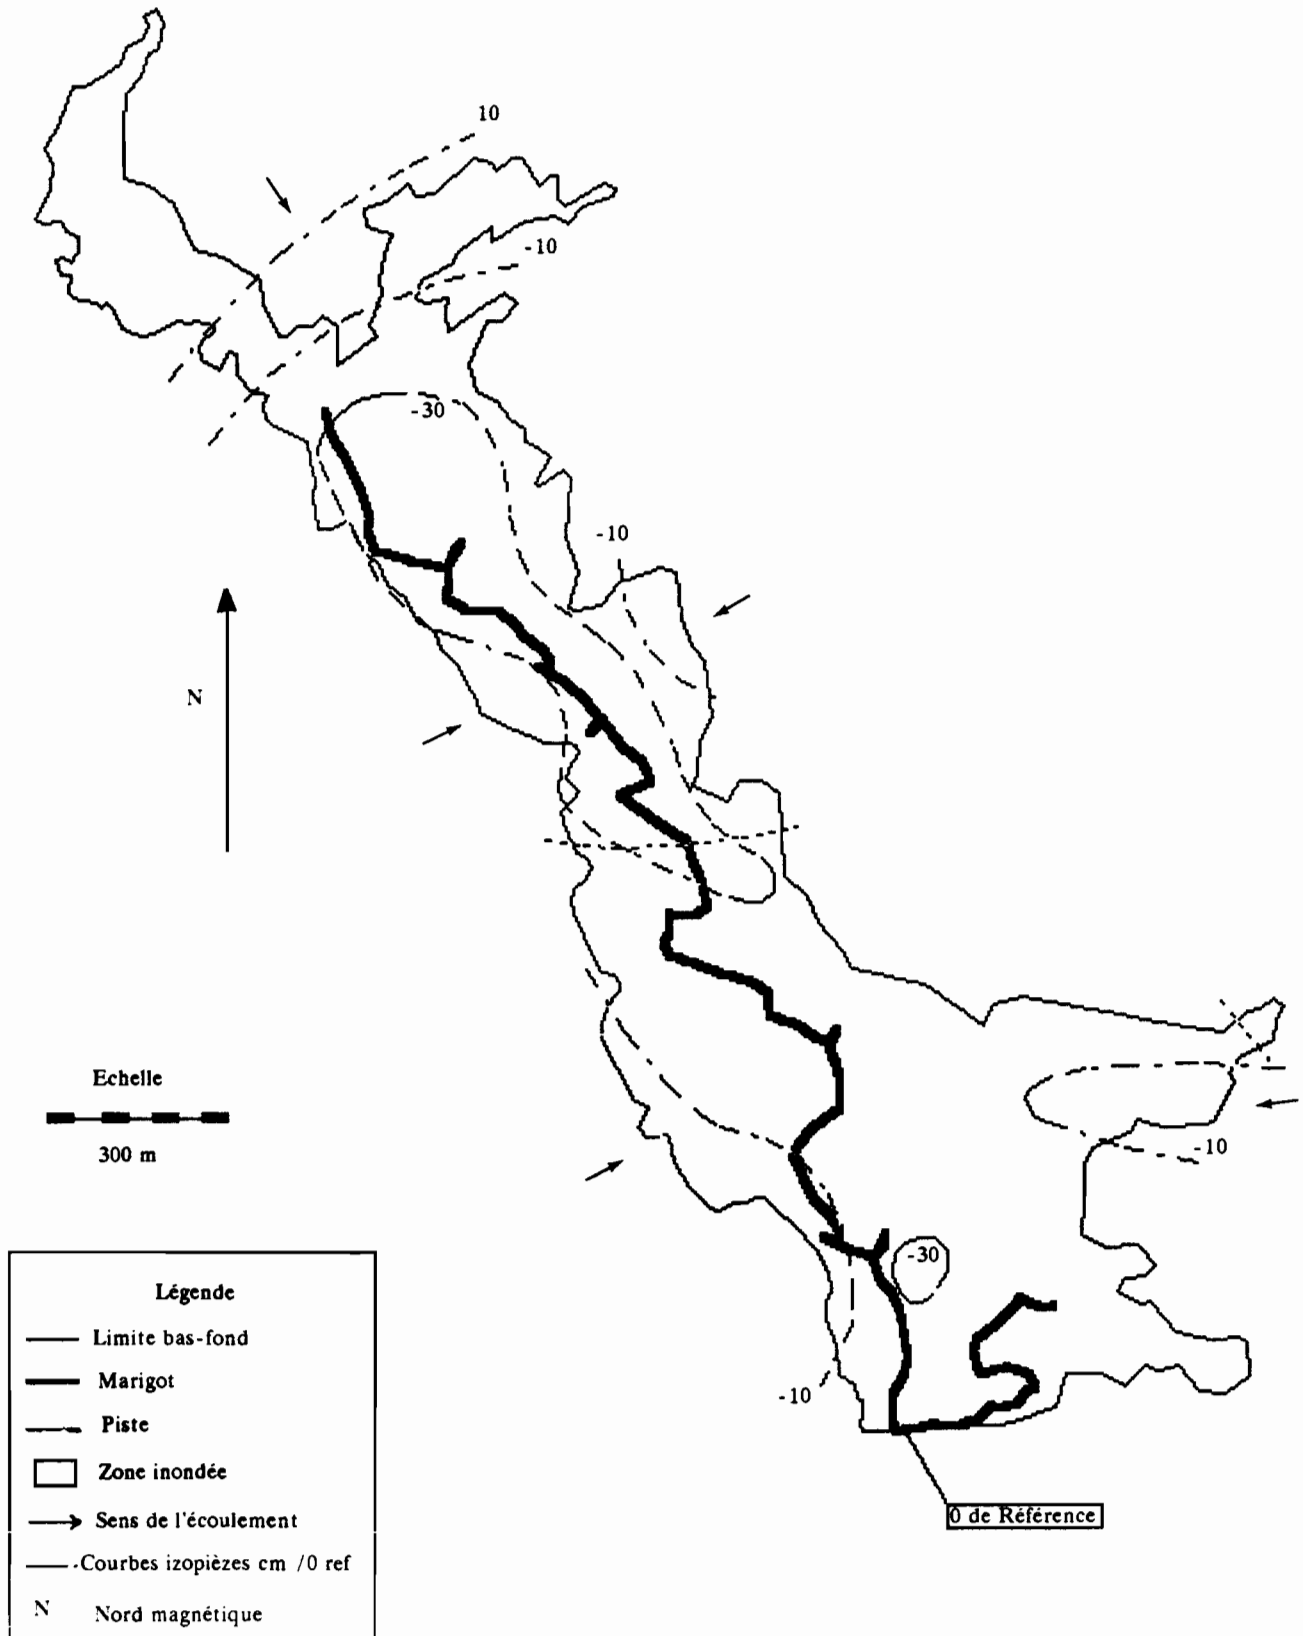 10
-10
-30
-10
N
Echelle
300 m
-10
-30
-10
0 de Référence
Légende
Limite bas-fond
Marigot
Piste
Zone inondée
Sens de l'écoulement
Courbes izopièzes cm /0 ref
N Nord magnétique